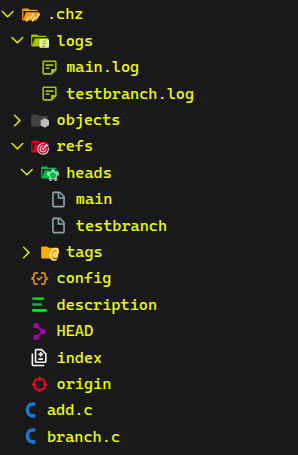 .chz
logs
main.log
testbranch.log
objects
refs
heads
main
testbranch
tags
config
description
HEAD
index
origin
add.c
branch.c